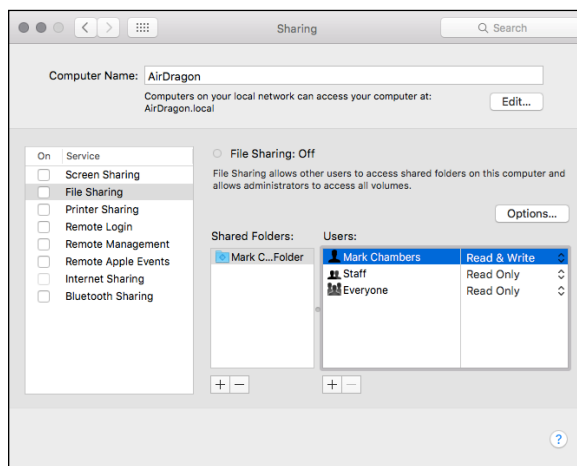 Sharing
Search
Computer Name: AirDragon
Computers on your local network can access your computer at:
AirDragon.local
Edit...
On Service
Screen Sharing
File Sharing
Printer Sharing
Remote Login
Remote Management
Remote Apple Events
Internet Sharing
Bluetooth Sharing
File Sharing: Off
File Sharing allows other users to access shared folders on this computer and
allows administrators to access all volumes.
Options...
Shared Folders: Users:
Mark C...Folder
Mark Chambers Read & Write
Staff Read Only
Everyone Read Only
+ −
+ −
?